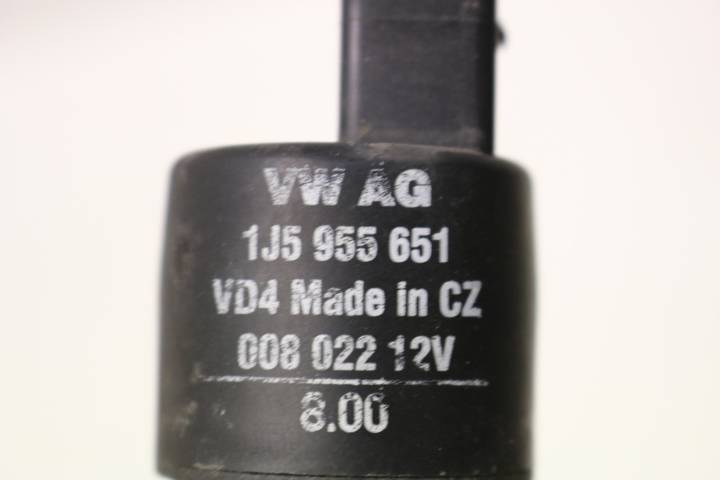 VW AG
1J5 955 651
VD4 Made in CZ
008 022 12V
8.00